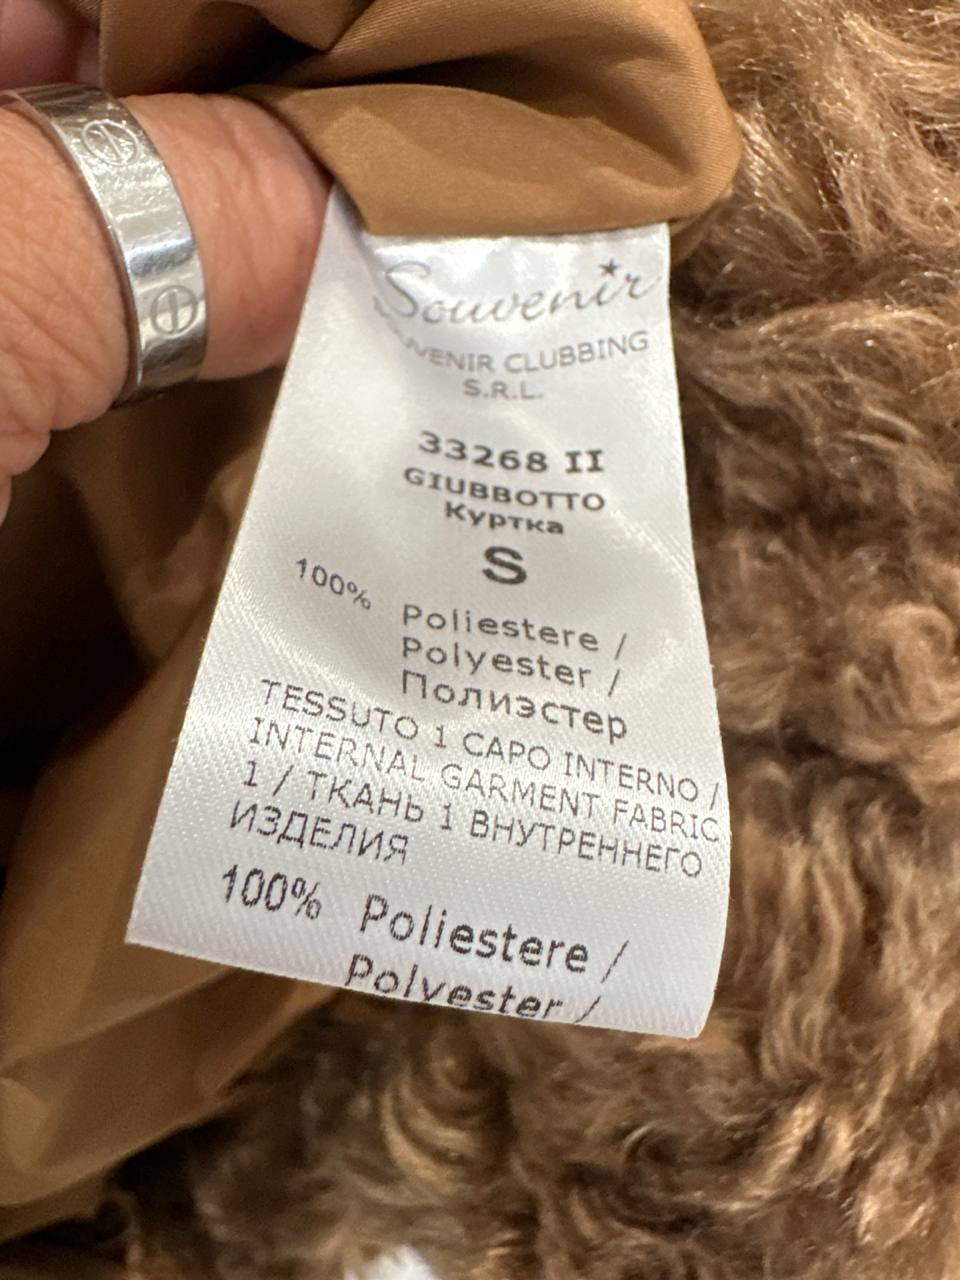 Souvenir
VENIR CLUBBING
S.R.L.
33268 II
GIUBBOTTO
Куртка
S
100% Poliestere /
Polyester /
Полиэстер
TESSUTO 1 CAPO INTERNO /
INTERNAL GARMENT FABRIC
1 / ТКАНЬ 1 ВНУТРЕННЕГО
ИЗДЕЛИЯ
100% Poliestere /
Polyester /